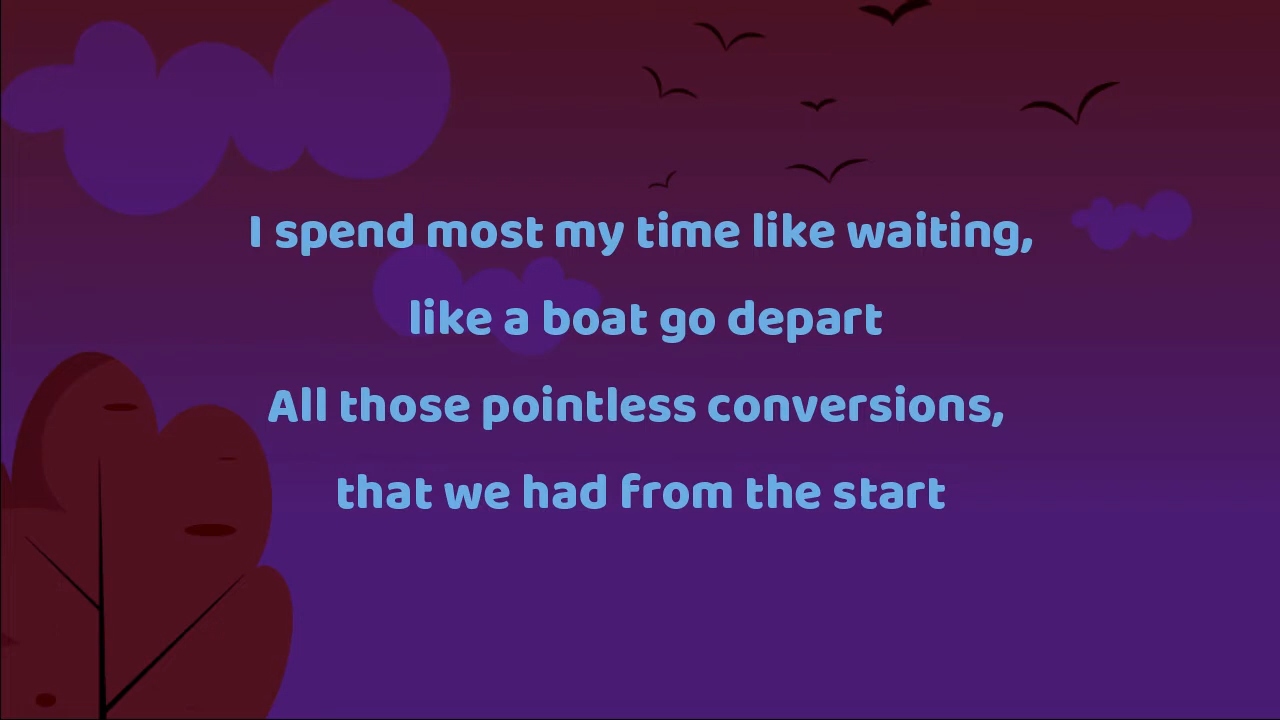 I spend most my time like waiting,
like a boat go depart
All those pointless conversions,
that we had from the start